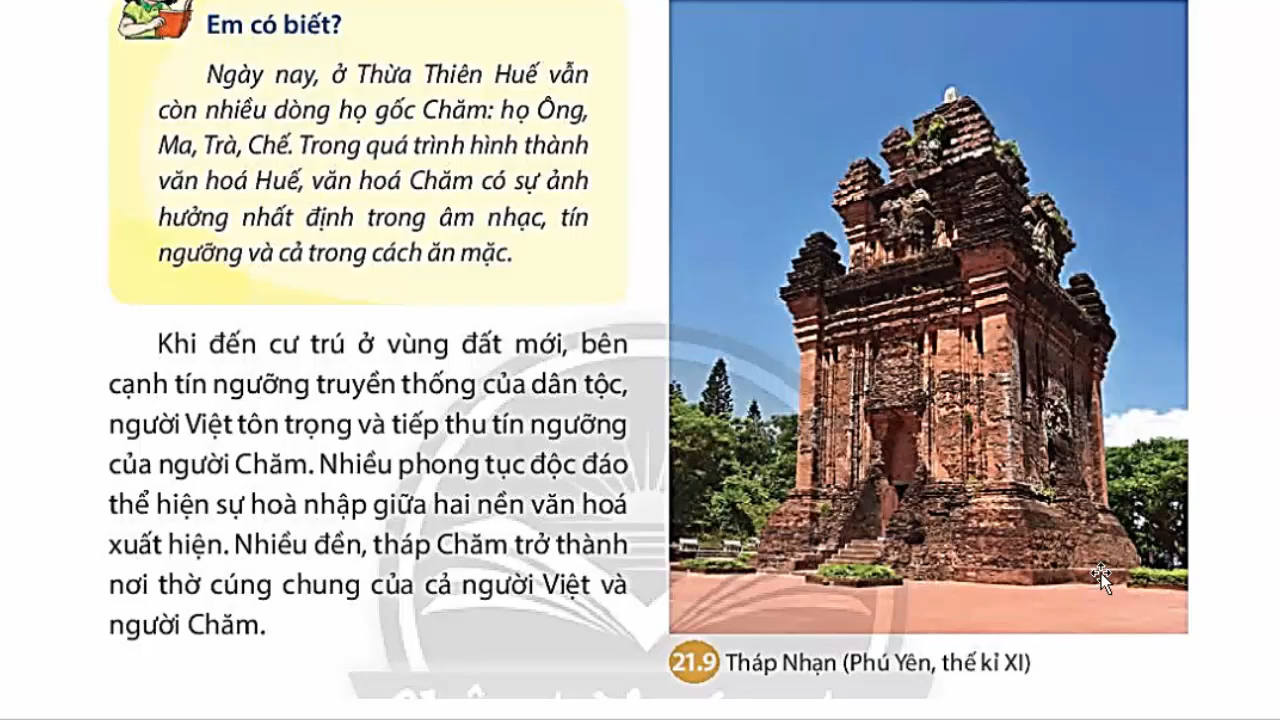 Em có biết?
Ngày nay, ở Thừa Thiên Huế vẫn
còn nhiều dòng họ gốc Chăm: họ Ông,
Ma, Trà, Chế. Trong quá trình hình thành
văn hoá Huế, văn hoá Chăm có sự ảnh
hưởng nhất định trong âm nhạc, tín
ngưỡng và cả trong cách ăn mặc.
Khi đến cư trú ở vùng đất mới, bên
cạnh tín ngưỡng truyền thống của dân tộc,
người Việt tôn trọng và tiếp thu tín ngưỡng
của người Chăm. Nhiều phong tục độc đáo
thể hiện sự hoà nhập giữa hai nền văn hoá
xuất hiện. Nhiều đền, tháp Chăm trở thành
nơi thờ cúng chung của cả người Việt và
người Chăm.
21.9 Tháp Nhạn (Phú Yên, thế kỉ XI)